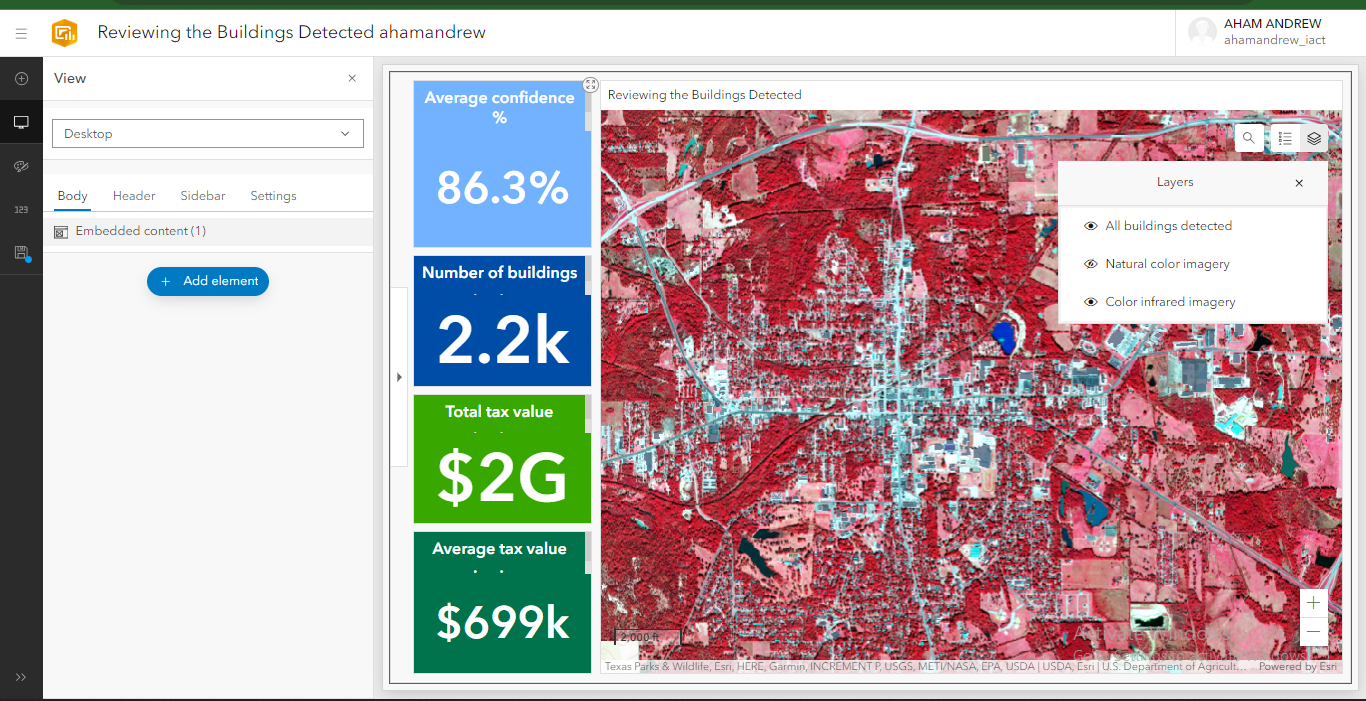 Reviewing the Buildings Detected ahamandrew
AHAM ANDREW
ahamandrew_iact
View
Desktop
Body Header Sidebar Settings
Embedded content (1)
+ Add element
123
Average confidence
%
86.3%
Number of buildings
2.2k
Total tax value
$2G
Average tax value
$699k
Reviewing the Buildings Detected
Layers
All buildings detected
Natural color imagery
Color infrared imagery
2,000 ft
Activate Windows
Texas Parks & Wildlife, Esri, HERE, Garmin, INCREMENT P, USGS, METI/NASA, EPA, USDA | USDA, Esri | U.S. Department of Agricult... Powered by Esri